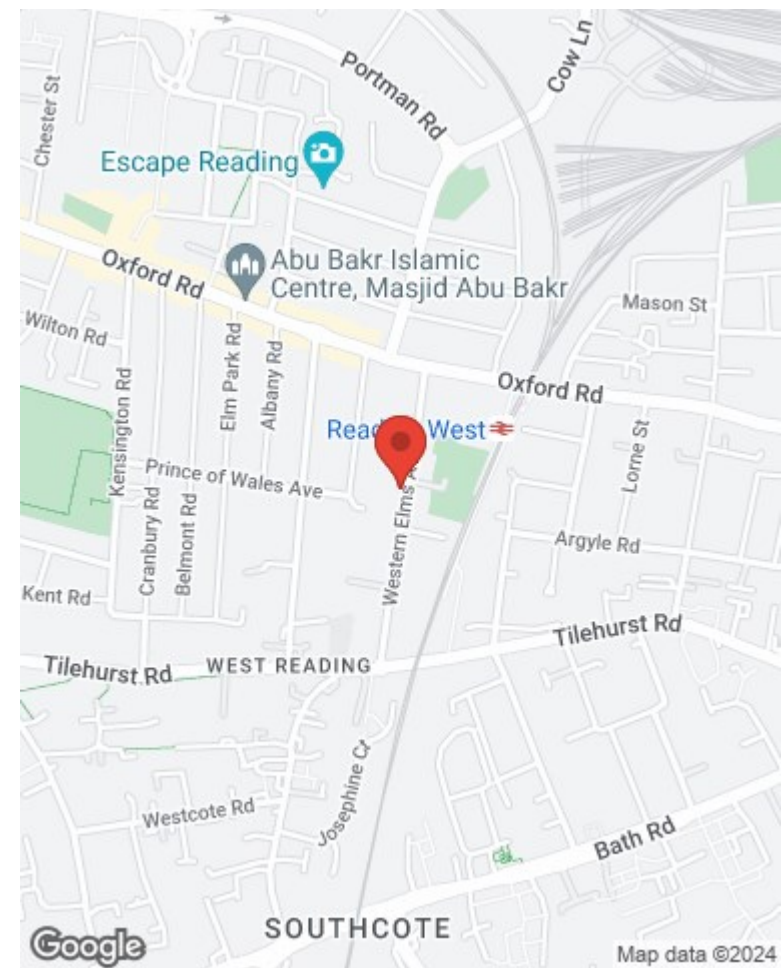 Chester St
Portman Rd
Cow Ln
Escape Reading
Abu Bakr Islamic
Centre, Masjid Abu Bakr
Oxford Rd
Mason St
Wilton Rd
Elm Park Rd
Albany Rd
Oxford Rd
Kensington Rd
West
Lorne St
Prince of Wales Ave
Cranbury Rd
Belmont Rd
Western Elms
Argyle Rd
Kent Rd
Tilehurst Rd
Tilehurst Rd
WEST READING
Josephine Ct
Westcote Rd
Bath Rd
SOUTHCOTE
Google
Map data ©2024